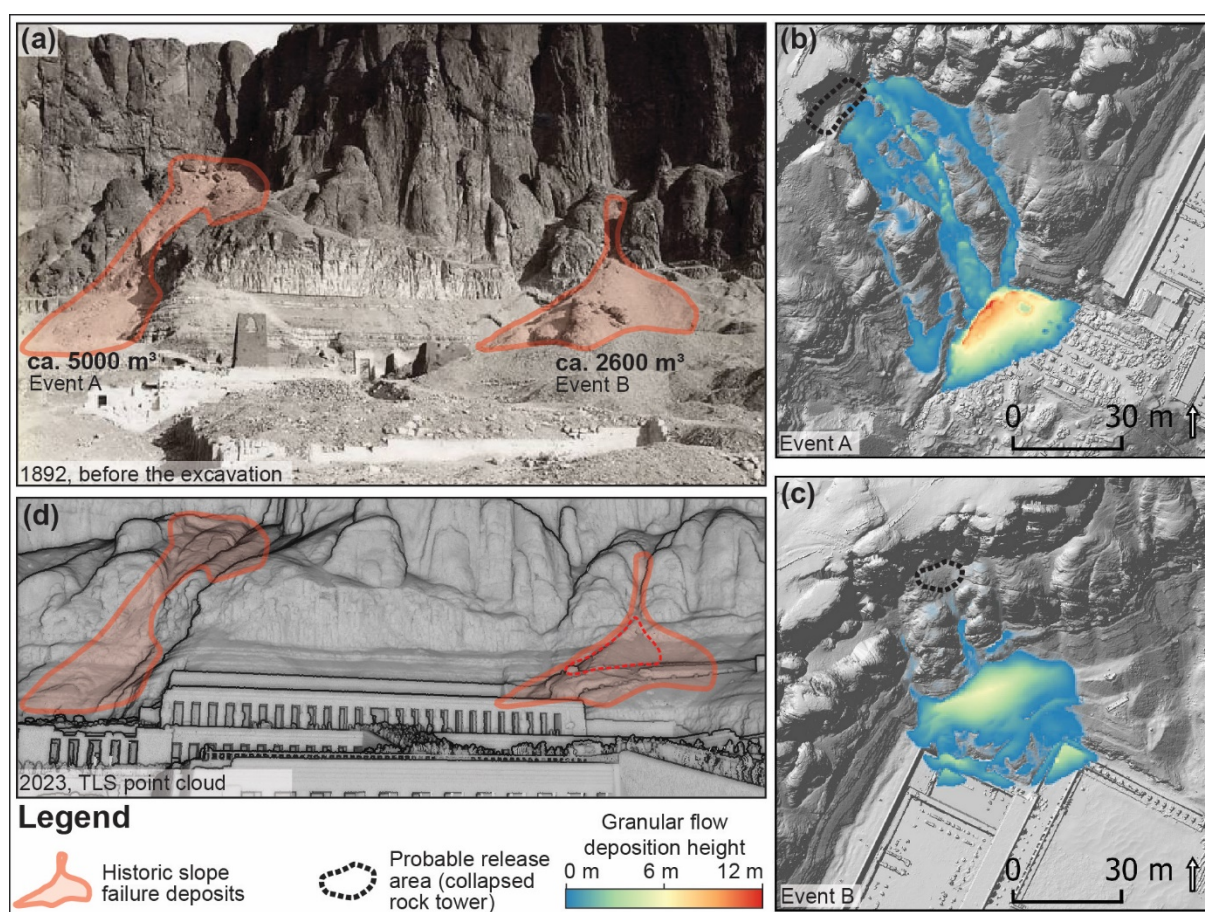 (a)
ca. 5000 m³
Event A
ca. 2600 m³
Event B
1892, before the excavation
(b)
0 30 m
Event A
(c)
0 30 m
Event B
(d)
2023, TLS point cloud
Legend
Historic slope
failure deposits
Probable release
area (collapsed
rock tower)
Granular flow
deposition height
0 m 6 m 12 m